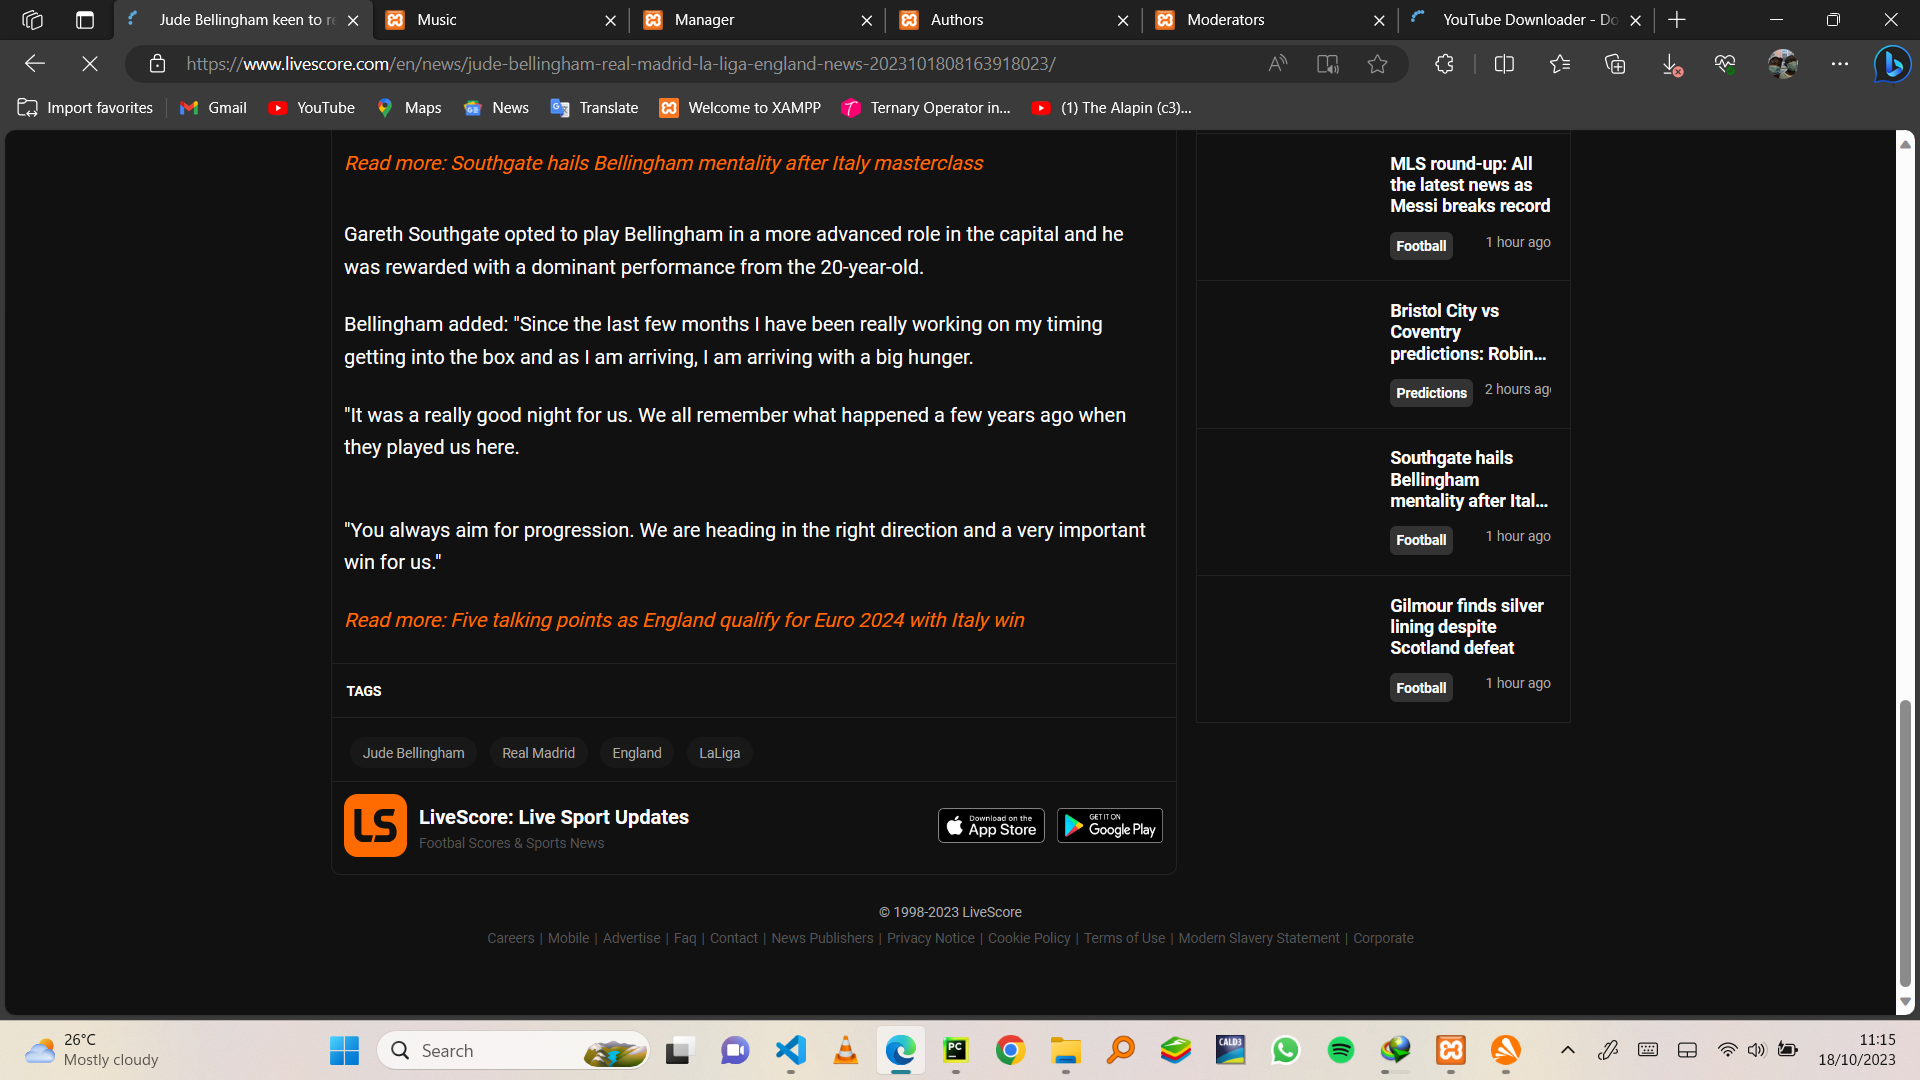 Jude Bellingham keen to re
Music
Manager
Authors
Moderators
YouTube Downloader - Do
https://www.livescore.com/en/news/jude-bellingham-real-madrid-la-liga-england-news-2023101808163918023/
Import favorites
Gmail
YouTube
Maps
News
Translate
Welcome to XAMPP
Ternary Operator in...
(1) The Alapin (c3)...
Read more: Southgate hails Bellingham mentality after Italy masterclass
Gareth Southgate opted to play Bellingham in a more advanced role in the capital and he
was rewarded with a dominant performance from the 20-year-old.
Bellingham added: "Since the last few months I have been really working on my timing
getting into the box and as I am arriving, I am arriving with a big hunger.
"It was a really good night for us. We all remember what happened a few years ago when
they played us here.
"You always aim for progression. We are heading in the right direction and a very important
win for us."
Read more: Five talking points as England qualify for Euro 2024 with Italy win
TAGS
Jude Bellingham
Real Madrid
England
LaLiga
LS
LiveScore: Live Sport Updates
Footbal Scores & Sports News
Download on the
App Store
GET IT ON
Google Play
MLS round-up: All
the latest news as
Messi breaks record
Football
1 hour ago
Bristol City vs
Coventry
predictions: Robin...
Predictions
2 hours ag
Southgate hails
Bellingham
mentality after Ital...
Football
1 hour ago
Gilmour finds silver
lining despite
Scotland defeat
Football
1 hour ago
© 1998-2023 LiveScore
Careers | Mobile | Advertise | Faq | Contact | News Publishers | Privacy Notice | Cookie Policy | Terms of Use | Modern Slavery Statement | Corporate
26°C
Mostly cloudy
Search
PC
CALD3
11:15
18/10/2023